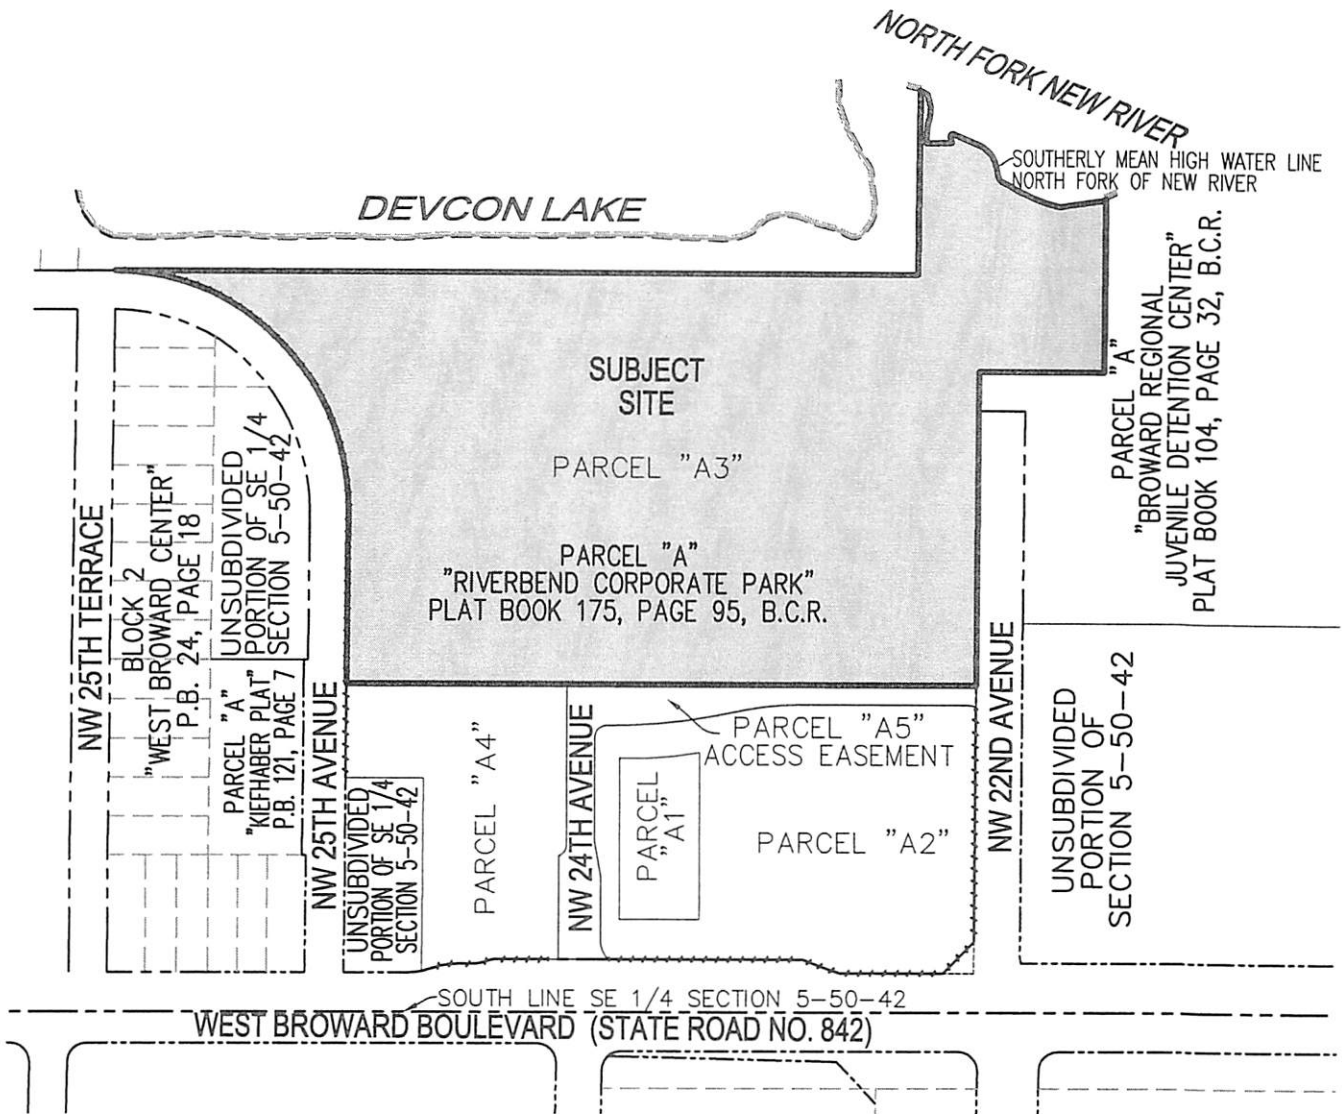 NORTH FORK NEW RIVER
SOUTHERLY MEAN HIGH WATER LINE
NORTH FORK OF NEW RIVER
DEVCON LAKE
SUBJECT
SITE
PARCEL "A3"
PARCEL "A"
"RIVERBEND CORPORATE PARK"
PLAT BOOK 175, PAGE 95, B.C.R.
PARCEL "A"
"BROWARD REGIONAL
JUVENILE DETENTION CENTER"
PLAT BOOK 104, PAGE 32, B.C.R.
NW 25TH TERRACE
BLOCK 2
"WEST BROWARD CENTER"
P.B. 24, PAGE 18
UNSUBDIVIDED
PORTION OF SE 1/4
SECTION 5-50-42
PARCEL "A"
"KIEFHABER PLAT"
P.B. 121, PAGE 7
NW 25TH AVENUE
UNSUBDIVIDED
PORTION OF SE 1/4
SECTION 5-50-42
PARCEL "A4"
NW 24TH AVENUE
PARCEL "A5"
ACCESS EASEMENT
PARCEL
"A1"
PARCEL "A2"
NW 22ND AVENUE
UNSUBDIVIDED
PORTION OF
SECTION 5-50-42
SOUTH LINE SE 1/4 SECTION 5-50-42
WEST BROWARD BOULEVARD (STATE ROAD NO. 842)